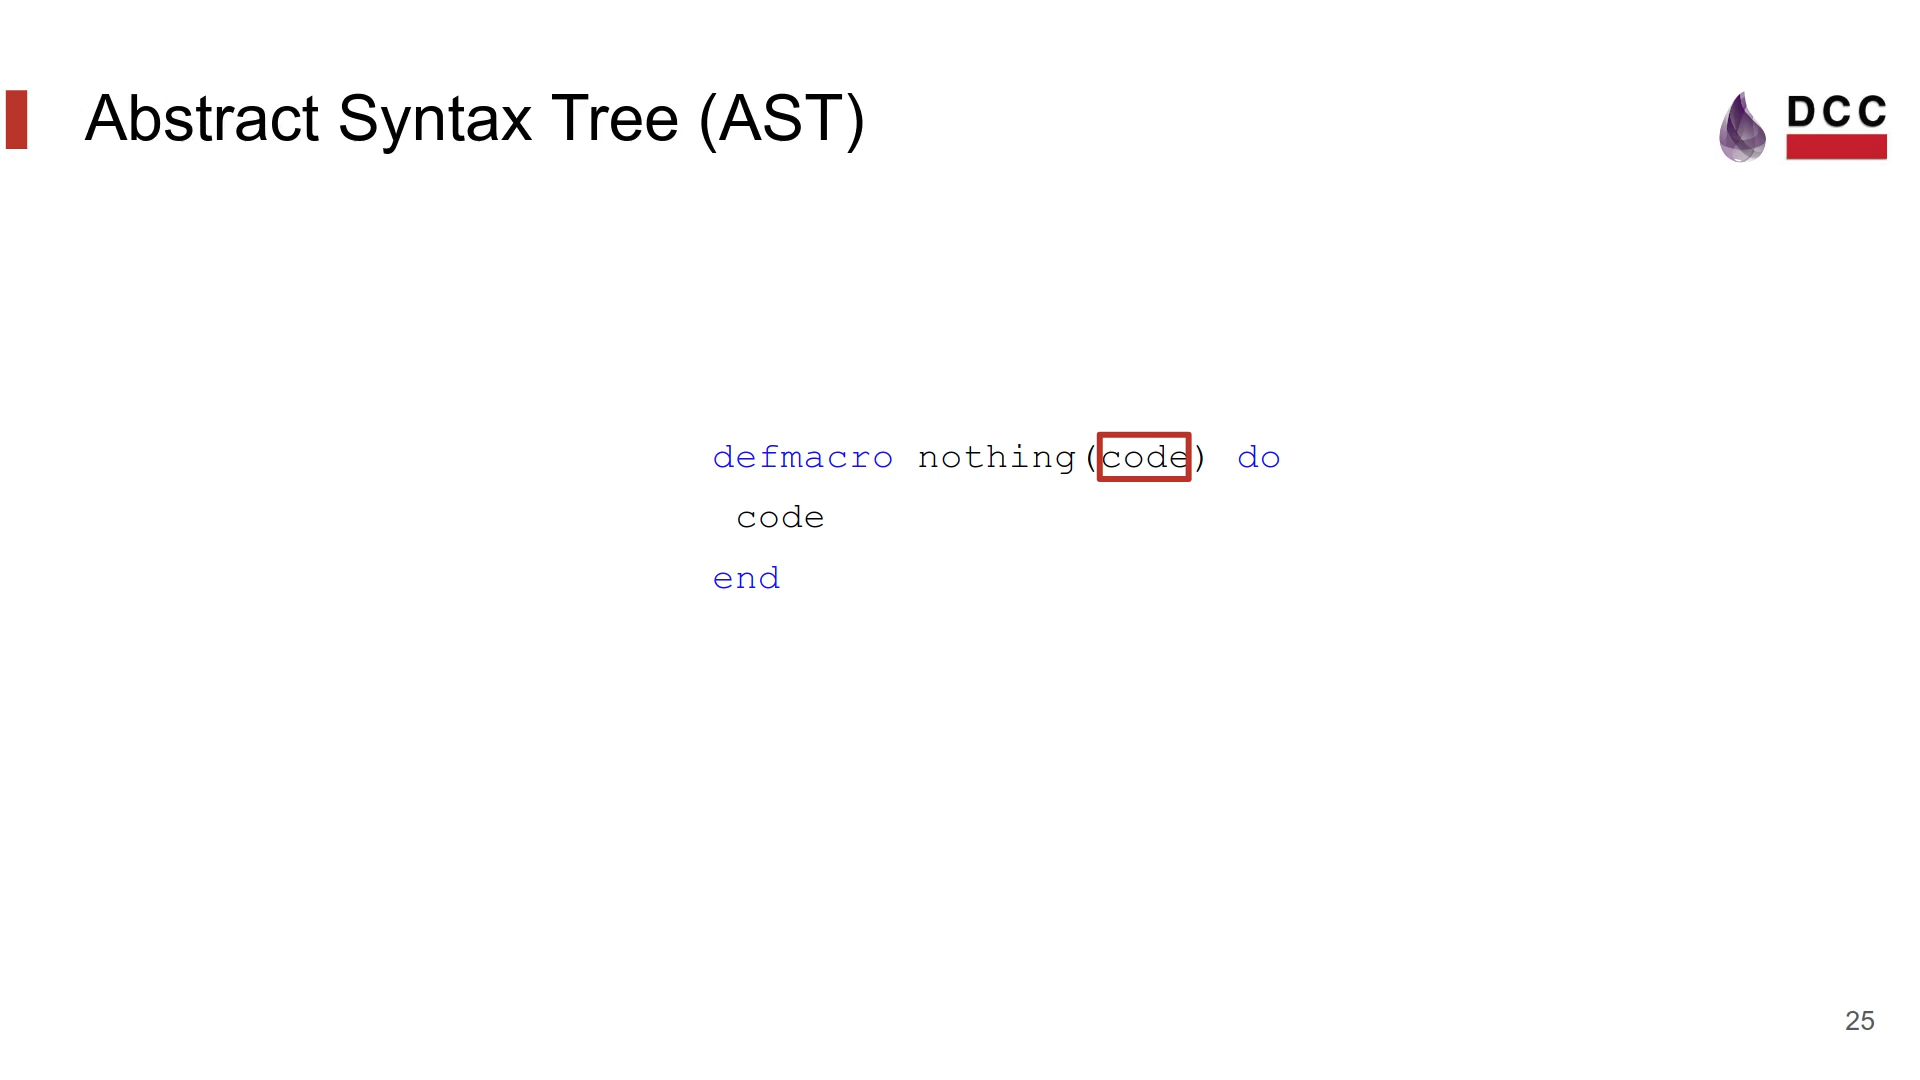 Abstract Syntax Tree (AST)
DCC
defmacro nothing(code) do
code
end
25